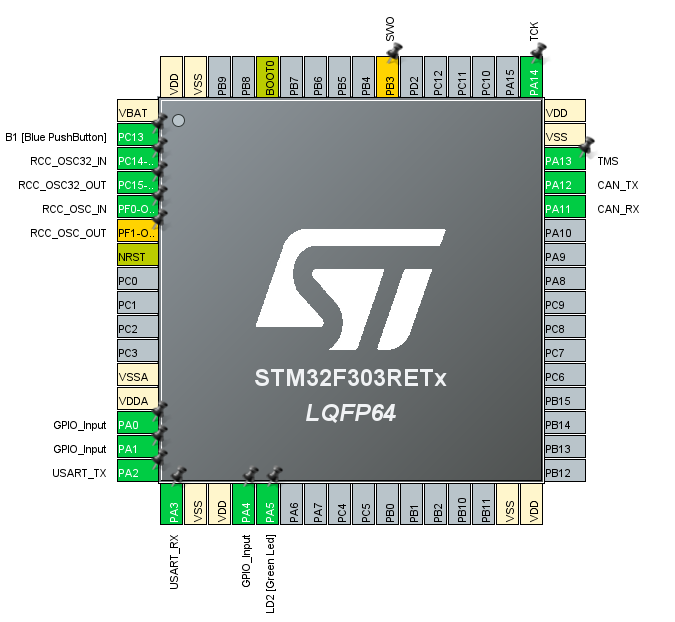 SWO
TCK
VDD
VSS
PB9
PB8
BOOT0
PB7
PB6
PB5
PB4
PB3
PD2
PC12
PC11
PC10
PA15
PA14
VBAT
B1 [Blue PushButton] PC13
RCC_OSC32_IN PC14-..
RCC_OSC32_OUT PC15-..
RCC_OSC_IN PF0-O..
RCC_OSC_OUT PF1-O..
NRST
PC0
PC1
PC2
PC3
VSSA
VDDA
GPIO_Input PA0
GPIO_Input PA1
USART_TX PA2
STM32F303RETx
LQFP64
VDD
VSS
PA13 TMS
PA12 CAN_TX
PA11 CAN_RX
PA10
PA9
PA8
PC9
PC8
PC7
PC6
PB15
PB14
PB13
PB12
PA3
VSS
VDD
PA4
PA5
PA6
PA7
PC4
PC5
PB0
PB1
PB2
PB10
PB11
VSS
VDD
USART_RX
GPIO_Input
LD2 [Green Led]